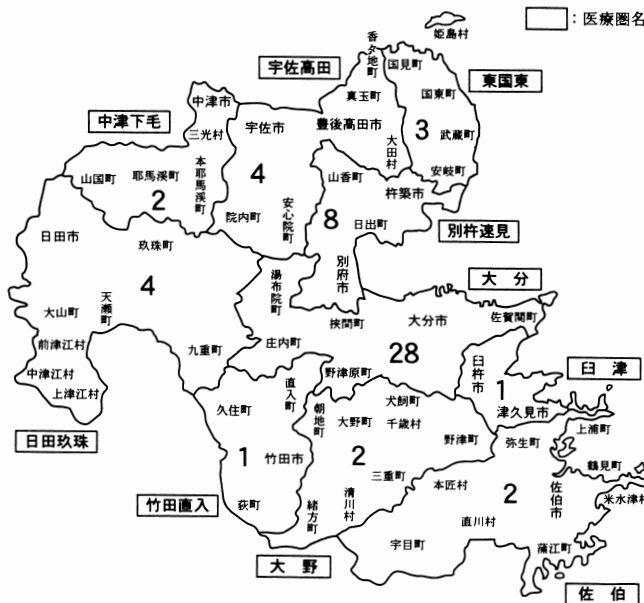 ：医療圏名
姫島村
香々地町
国見町
宇佐高田
東国東
真玉町
国東町
中津市
中津下毛
三光村
宇佐市
豊後高田市
3
武蔵町
大田村
安岐町
本耶馬渓町
耶馬渓町
山国町
2
4
山香町
杵築市
院内町
安心院町
8
日出町
別杵速見
日田市
玖珠町
別府市
湯布院町
大分
4
大山町
天瀬町
挾間町
大分市
佐賀関町
前津江村
九重町
庄内町
28
臼杵市
臼津
中津江村
野津原町
1
上津江村
直入町
津久見市
日田玖珠
久住町
朝地町
犬飼町
大野町
千歳村
上浦町
野津町
弥生町
1
竹田市
2
鶴見町
三重町
本匠村
2
佐伯市
米水津村
竹田直入
荻町
緒方町
清川村
直川村
宇目町
蒲江町
大野
佐伯